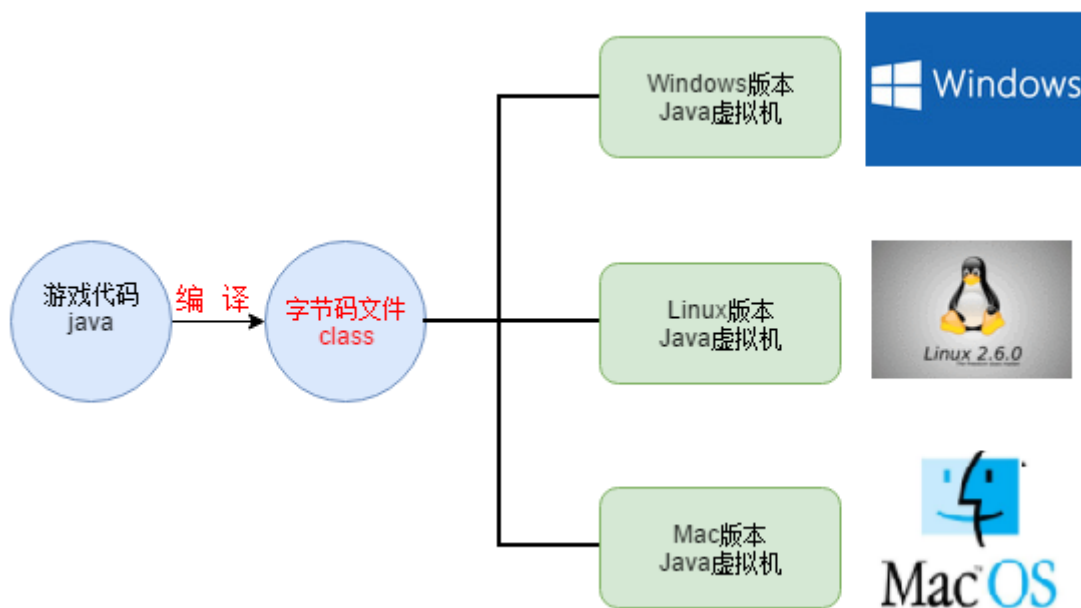 Windows版本
Java虚拟机
Windows
游戏代码
java
编 译
字节码文件
class
Linux版本
Java虚拟机
Linux 2.6.0
Mac版本
Java虚拟机
Mac OS